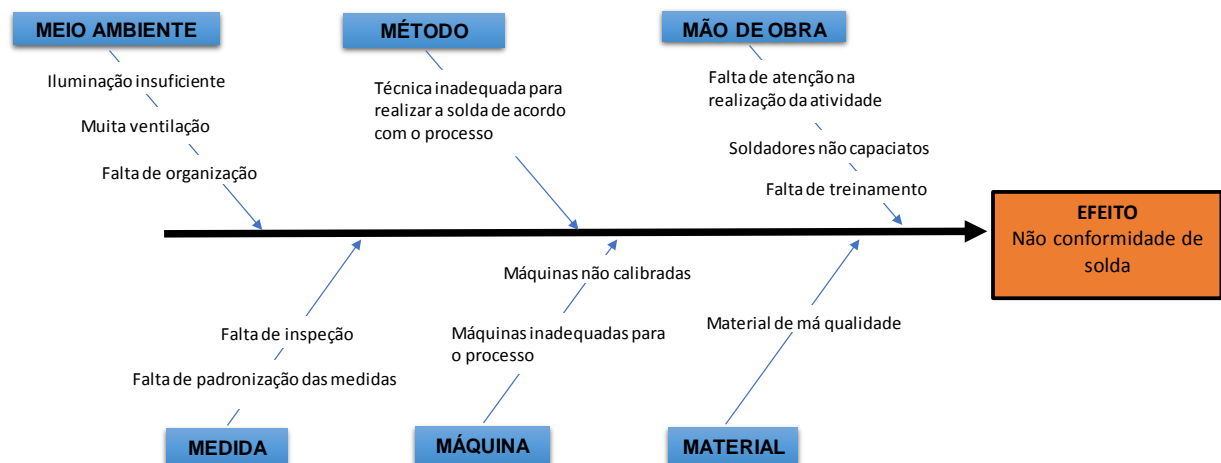 MEIO AMBIENTE
MÉTODO
MÃO DE OBRA
Iluminação insuficiente
Muita ventilação
Falta de organização
Técnica inadequada para
realizar a solda de acordo
com o processo
Falta de atenção na
realização da atividade
Soldadores não capaciatos
Falta de treinamento
EFEITO
Não conformidade de
solda
Falta de inspeção
Falta de padronização das medidas
Máquinas não calibradas
Máquinas inadequadas para
o processo
Material de má qualidade
MEDIDA
MÁQUINA
MATERIAL